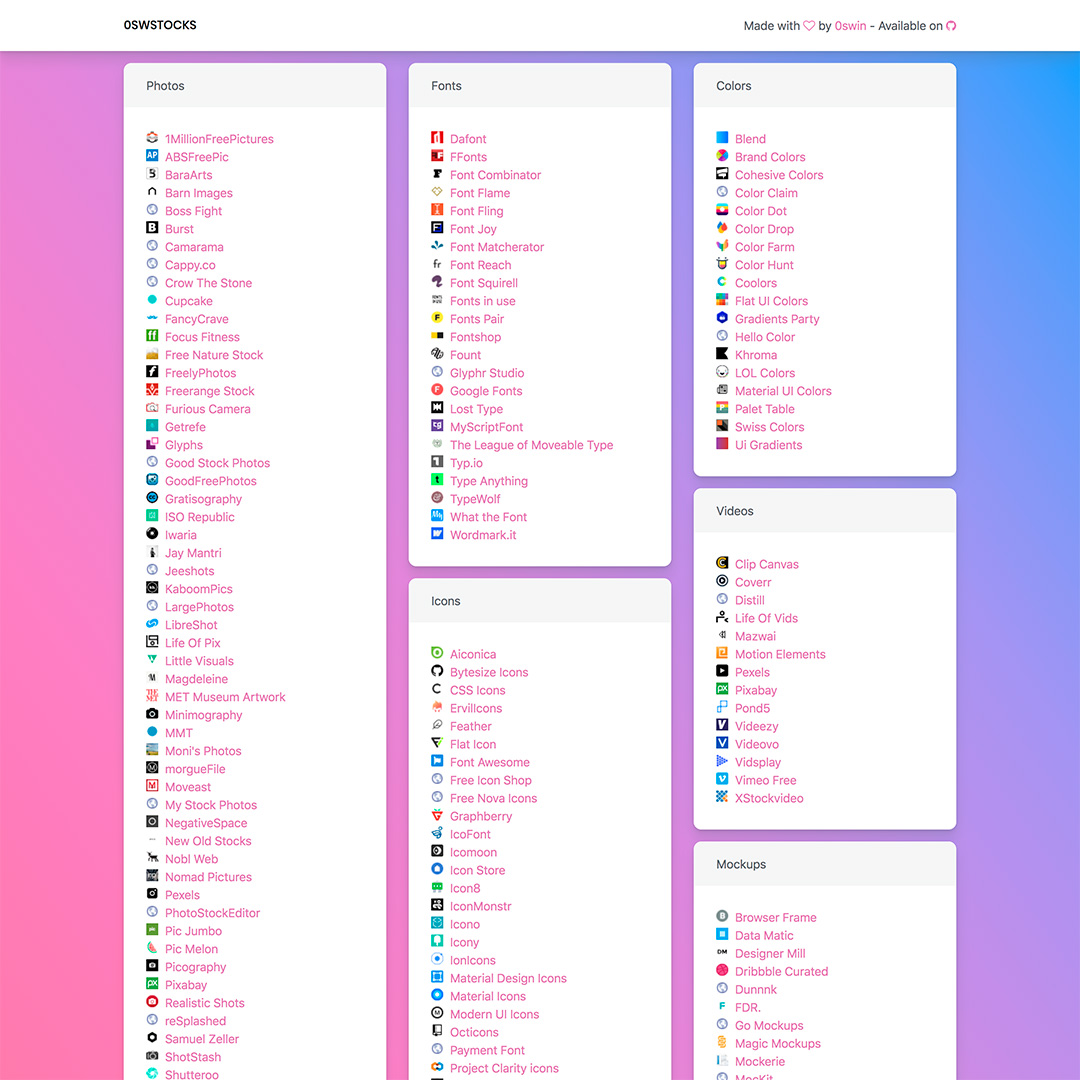 0SWSTOCKS
Made with by 0swin - Available on
Photos
1MillionFreePictures
ABSFreePic
BaraArts
Barn Images
Boss Fight
Burst
Camarama
Cappy.co
Crow The Stone
Cupcake
FancyCrave
Focus Fitness
Free Nature Stock
FreelyPhotos
Freerange Stock
Furious Camera
Getrefe
Glyphs
Good Stock Photos
GoodFreePhotos
Gratisography
ISO Republic
Iwaria
Jay Mantri
Jeeshots
KaboomPics
LargePhotos
LibreShot
Life Of Pix
Little Visuals
Magdeleine
MET Museum Artwork
Minimography
MMT
Moni's Photos
morgueFile
Moveast
My Stock Photos
NegativeSpace
New Old Stocks
Nobl Web
Nomad Pictures
Pexels
PhotoStockEditor
Pic Jumbo
Pic Melon
Picography
Pixabay
Realistic Shots
reSplashed
Samuel Zeller
ShotStash
Shutteroo
Fonts
Dafont
FFonts
Font Combinator
Font Flame
Font Fling
Font Joy
Font Matcherator
Font Reach
Font Squirell
Fonts in use
Fonts Pair
Fontshop
Fount
Glyphr Studio
Google Fonts
Lost Type
MyScriptFont
The League of Moveable Type
Typ.io
Type Anything
TypeWolf
What the Font
Wordmark.it
Icons
Aiconica
Bytesize Icons
CSS Icons
ErvilIcons
Feather
Flat Icon
Font Awesome
Free Icon Shop
Free Nova Icons
Graphberry
IcoFont
Icomoon
Icon Store
Icon8
IconMonstr
Icono
Icony
IonIcons
Material Design Icons
Material Icons
Modern UI Icons
Octicons
Payment Font
Project Clarity icons
Colors
Blend
Brand Colors
Cohesive Colors
Color Claim
Color Dot
Color Drop
Color Farm
Color Hunt
Coolors
Flat UI Colors
Gradients Party
Hello Color
Khroma
LOL Colors
Material UI Colors
Palet Table
Swiss Colors
Ui Gradients
Videos
Clip Canvas
Coverr
Distill
Life Of Vids
Mazwai
Motion Elements
Pexels
Pixabay
Pond5
Videezy
Videovo
Vidsplay
Vimeo Free
XStockvideo
Mockups
Browser Frame
Data Matic
Designer Mill
Dribbble Curated
Dunnnk
FDR.
Go Mockups
Magic Mockups
Mockerie
MocKit